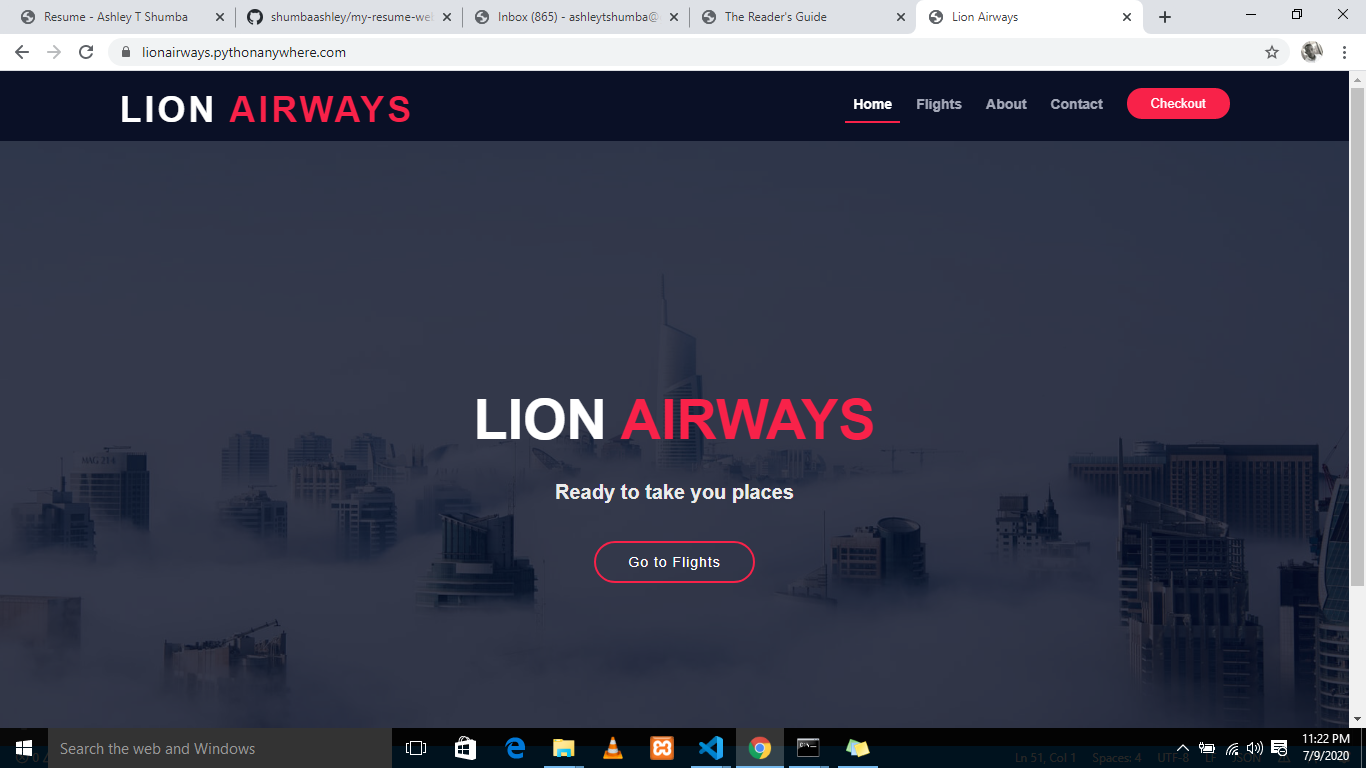 Resume - Ashley T Shumba
shumbaashley/my-resume-web
Inbox (865) - ashleytshumba@
The Reader's Guide
Lion Airways
lionairways.pythonanywhere.com
LION AIRWAYS
Home
Flights
About
Contact
Checkout
LION AIRWAYS
Ready to take you places
Go to Flights
Search the web and Windows
Ln 51, Col 1
Spaces: 4
UTF-8
LF
JSON
11:22 PM
7/9/2020